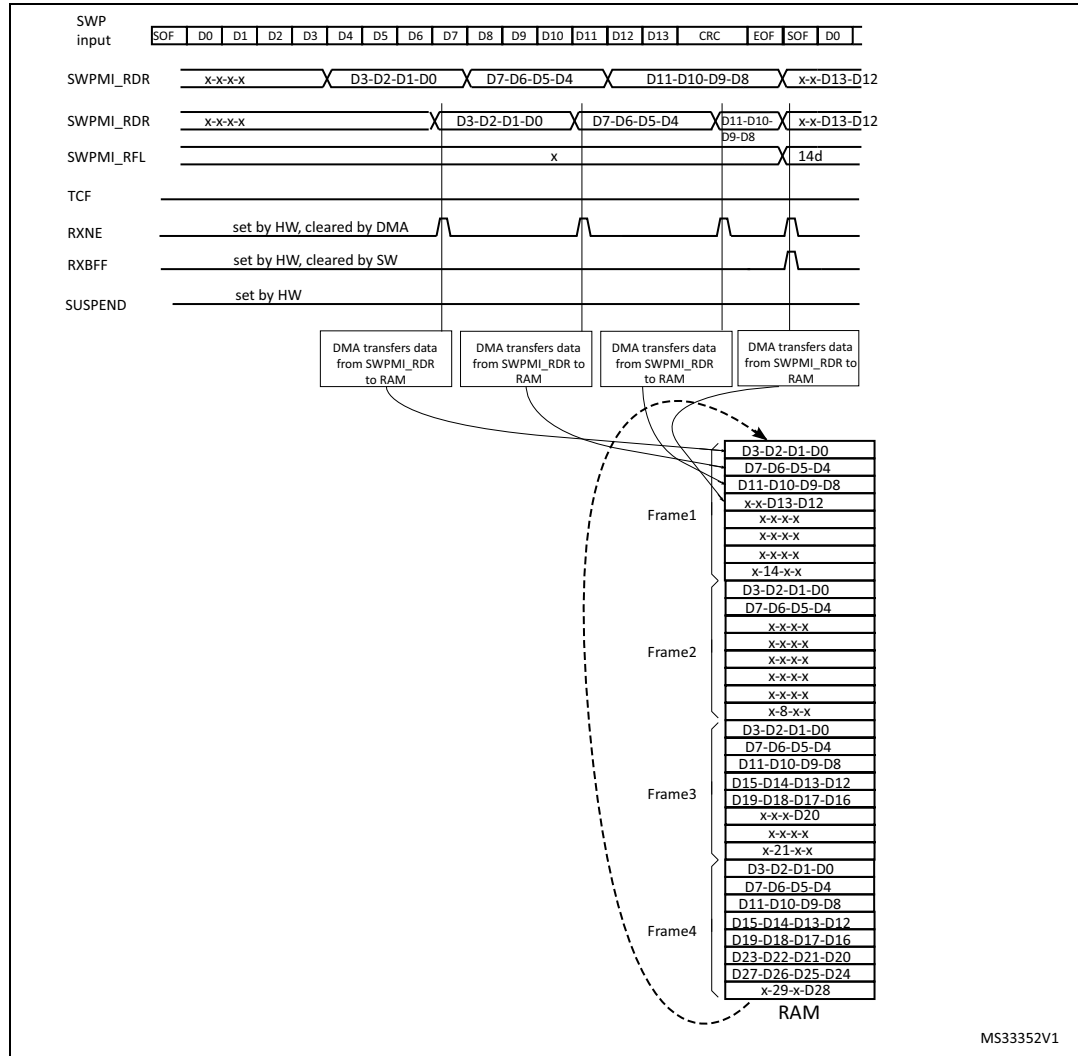 SWP input SOF D0 D1 D2 D3 D4 D5 D6 D7 D8 D9 D10 D11 D12 D13 CRC EOF SOF D0
SWPMI_RDR x-x-x-x D3-D2-D1-D0 D7-D6-D5-D4 D11-D10-D9-D8 x-x-D13-D12
SWPMI_RDR x-x-x-x D3-D2-D1-D0 D7-D6-D5-D4 D11-D10-D9-D8 x-x-D13-D12
SWPMI_RFL x 14d
TCF
RXNE set by HW, cleared by DMA
RXBFF set by HW, cleared by SW
SUSPEND set by HW
DMA transfers data
from SWPMI_RDR
to RAM
DMA transfers data
from SWPMI_RDR to
RAM
DMA transfers data
from SWPMI_RDR
to RAM
DMA transfers data
from SWPMI_RDR to
RAM
Frame1
D3-D2-D1-D0
D7-D6-D5-D4
D11-D10-D9-D8
x-x-D13-D12
x-x-x-x
x-x-x-x
x-x-x-x
x-14-x-x
Frame2
D3-D2-D1-D0
D7-D6-D5-D4
x-x-x-x
x-x-x-x
x-x-x-x
x-x-x-x
x-x-x-x
x-8-x-x
Frame3
D3-D2-D1-D0
D7-D6-D5-D4
D11-D10-D9-D8
D15-D14-D13-D12
D19-D18-D17-D16
x-x-x-D20
x-x-x-x
x-21-x-x
Frame4
D3-D2-D1-D0
D7-D6-D5-D4
D11-D10-D9-D8
D15-D14-D13-D12
D19-D18-D17-D16
D23-D22-D21-D20
D27-D26-D25-D24
x-29-x-D28
RAM
MS33352V1